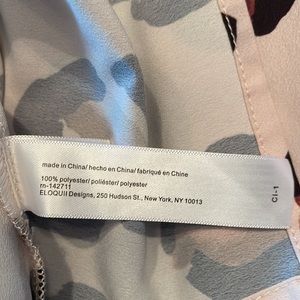 made in China/ hecho en China/ fabriqué en Chine
100% polyester/ poliéster/ polyester
rn-142711
ELOQUII Designs, 250 Hudson St., New York, NY 10013
CI-1